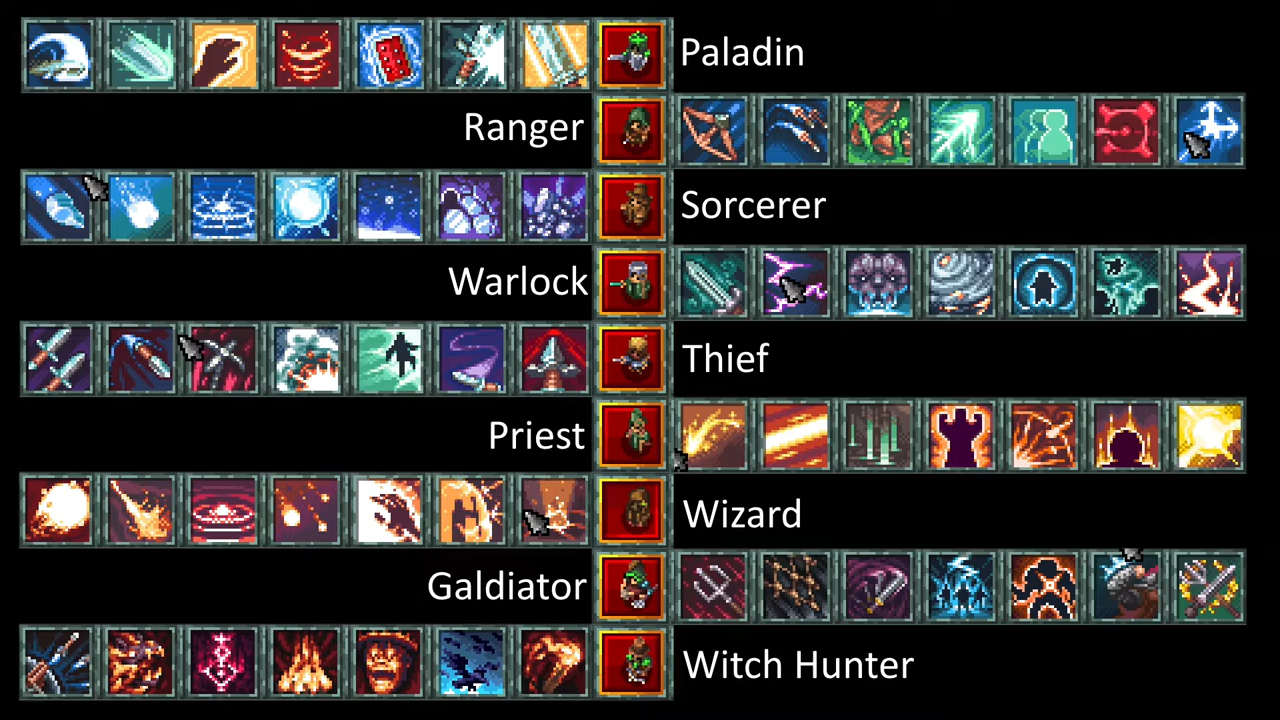 Paladin
Ranger
Sorcerer
Warlock
Thief
Priest
Wizard
Galdiator
Witch Hunter